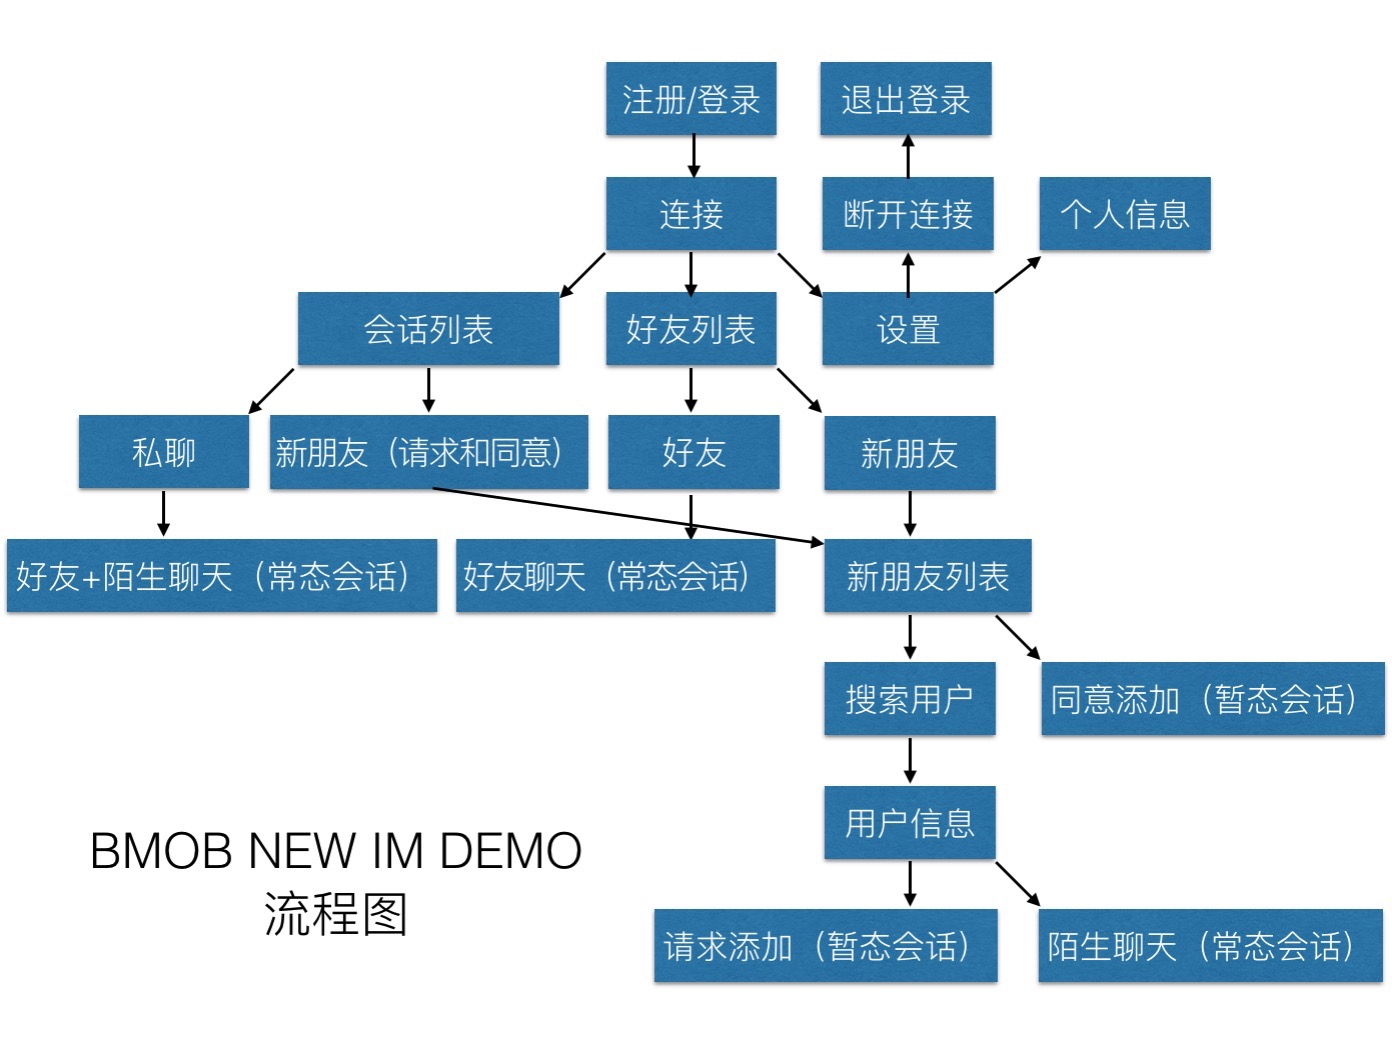 注册/登录
退出登录
连接
断开连接
个人信息
会话列表
好友列表
设置
私聊
新朋友（请求和同意）
好友
新朋友
好友+陌生聊天（常态会话）
好友聊天（常态会话）
新朋友列表
搜索用户
同意添加（暂态会话）
用户信息
BMOB NEW IM DEMO
流程图
请求添加（暂态会话）
陌生聊天（常态会话）